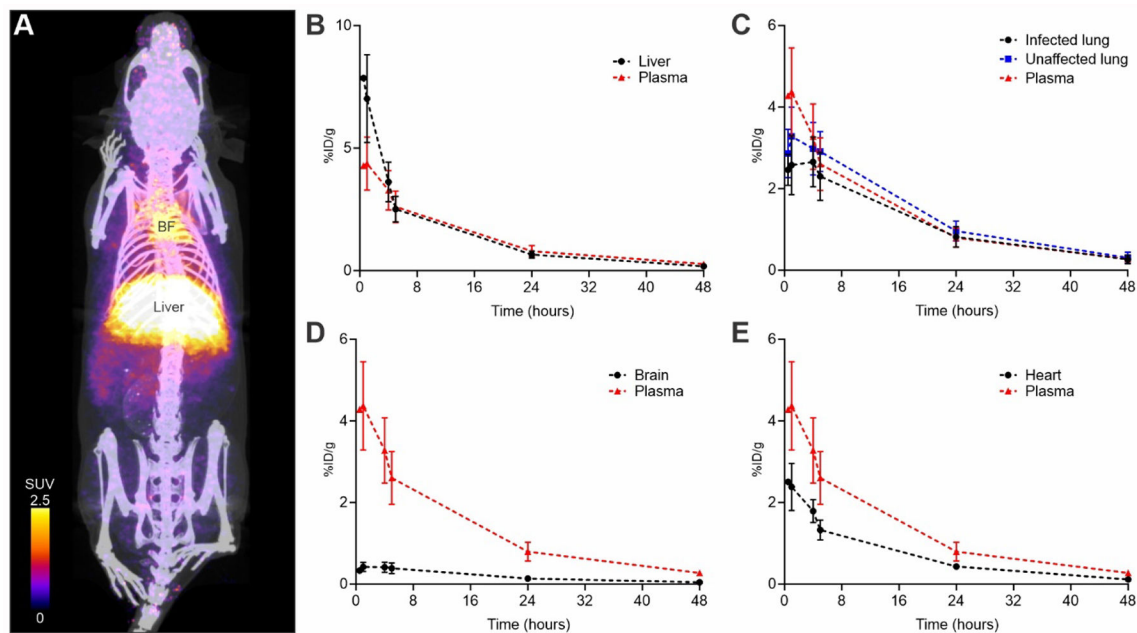 A
BF
Liver
SUV
2.5
0
B
10
5
0
%ID/g
Liver
Plasma
0 8 16 24 32 40 48
Time (hours)
C
6
4
2
0
%ID/g
Infected lung
Unaffected lung
Plasma
0 8 16 24 32 40 48
Time (hours)
D
6
4
2
0
%ID/g
Brain
Plasma
0 8 16 24 32 40 48
Time (hours)
E
6
4
2
0
%ID/g
Heart
Plasma
0 8 16 24 32 40 48
Time (hours)